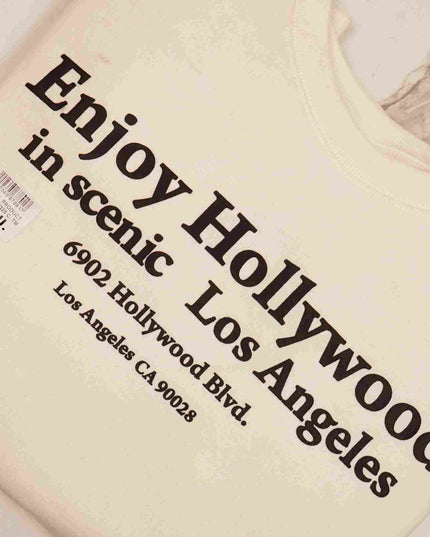 Enjoy Hollywood
in scenic Los Angeles
6902 Hollywood Blvd.
Los Angeles CA 90028